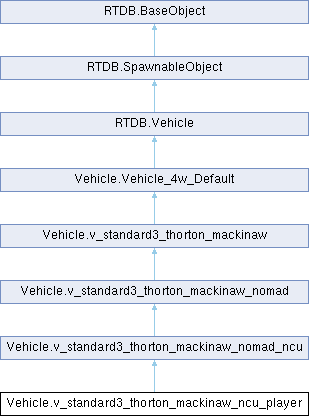 RTDB.BaseObject
RTDB.SpawnableObject
RTDB.Vehicle
Vehicle.Vehicle_4w_Default
Vehicle.v_standard3_thorton_mackinaw
Vehicle.v_standard3_thorton_mackinaw_nomad
Vehicle.v_standard3_thorton_mackinaw_nomad_ncu
Vehicle.v_standard3_thorton_mackinaw_ncu_player